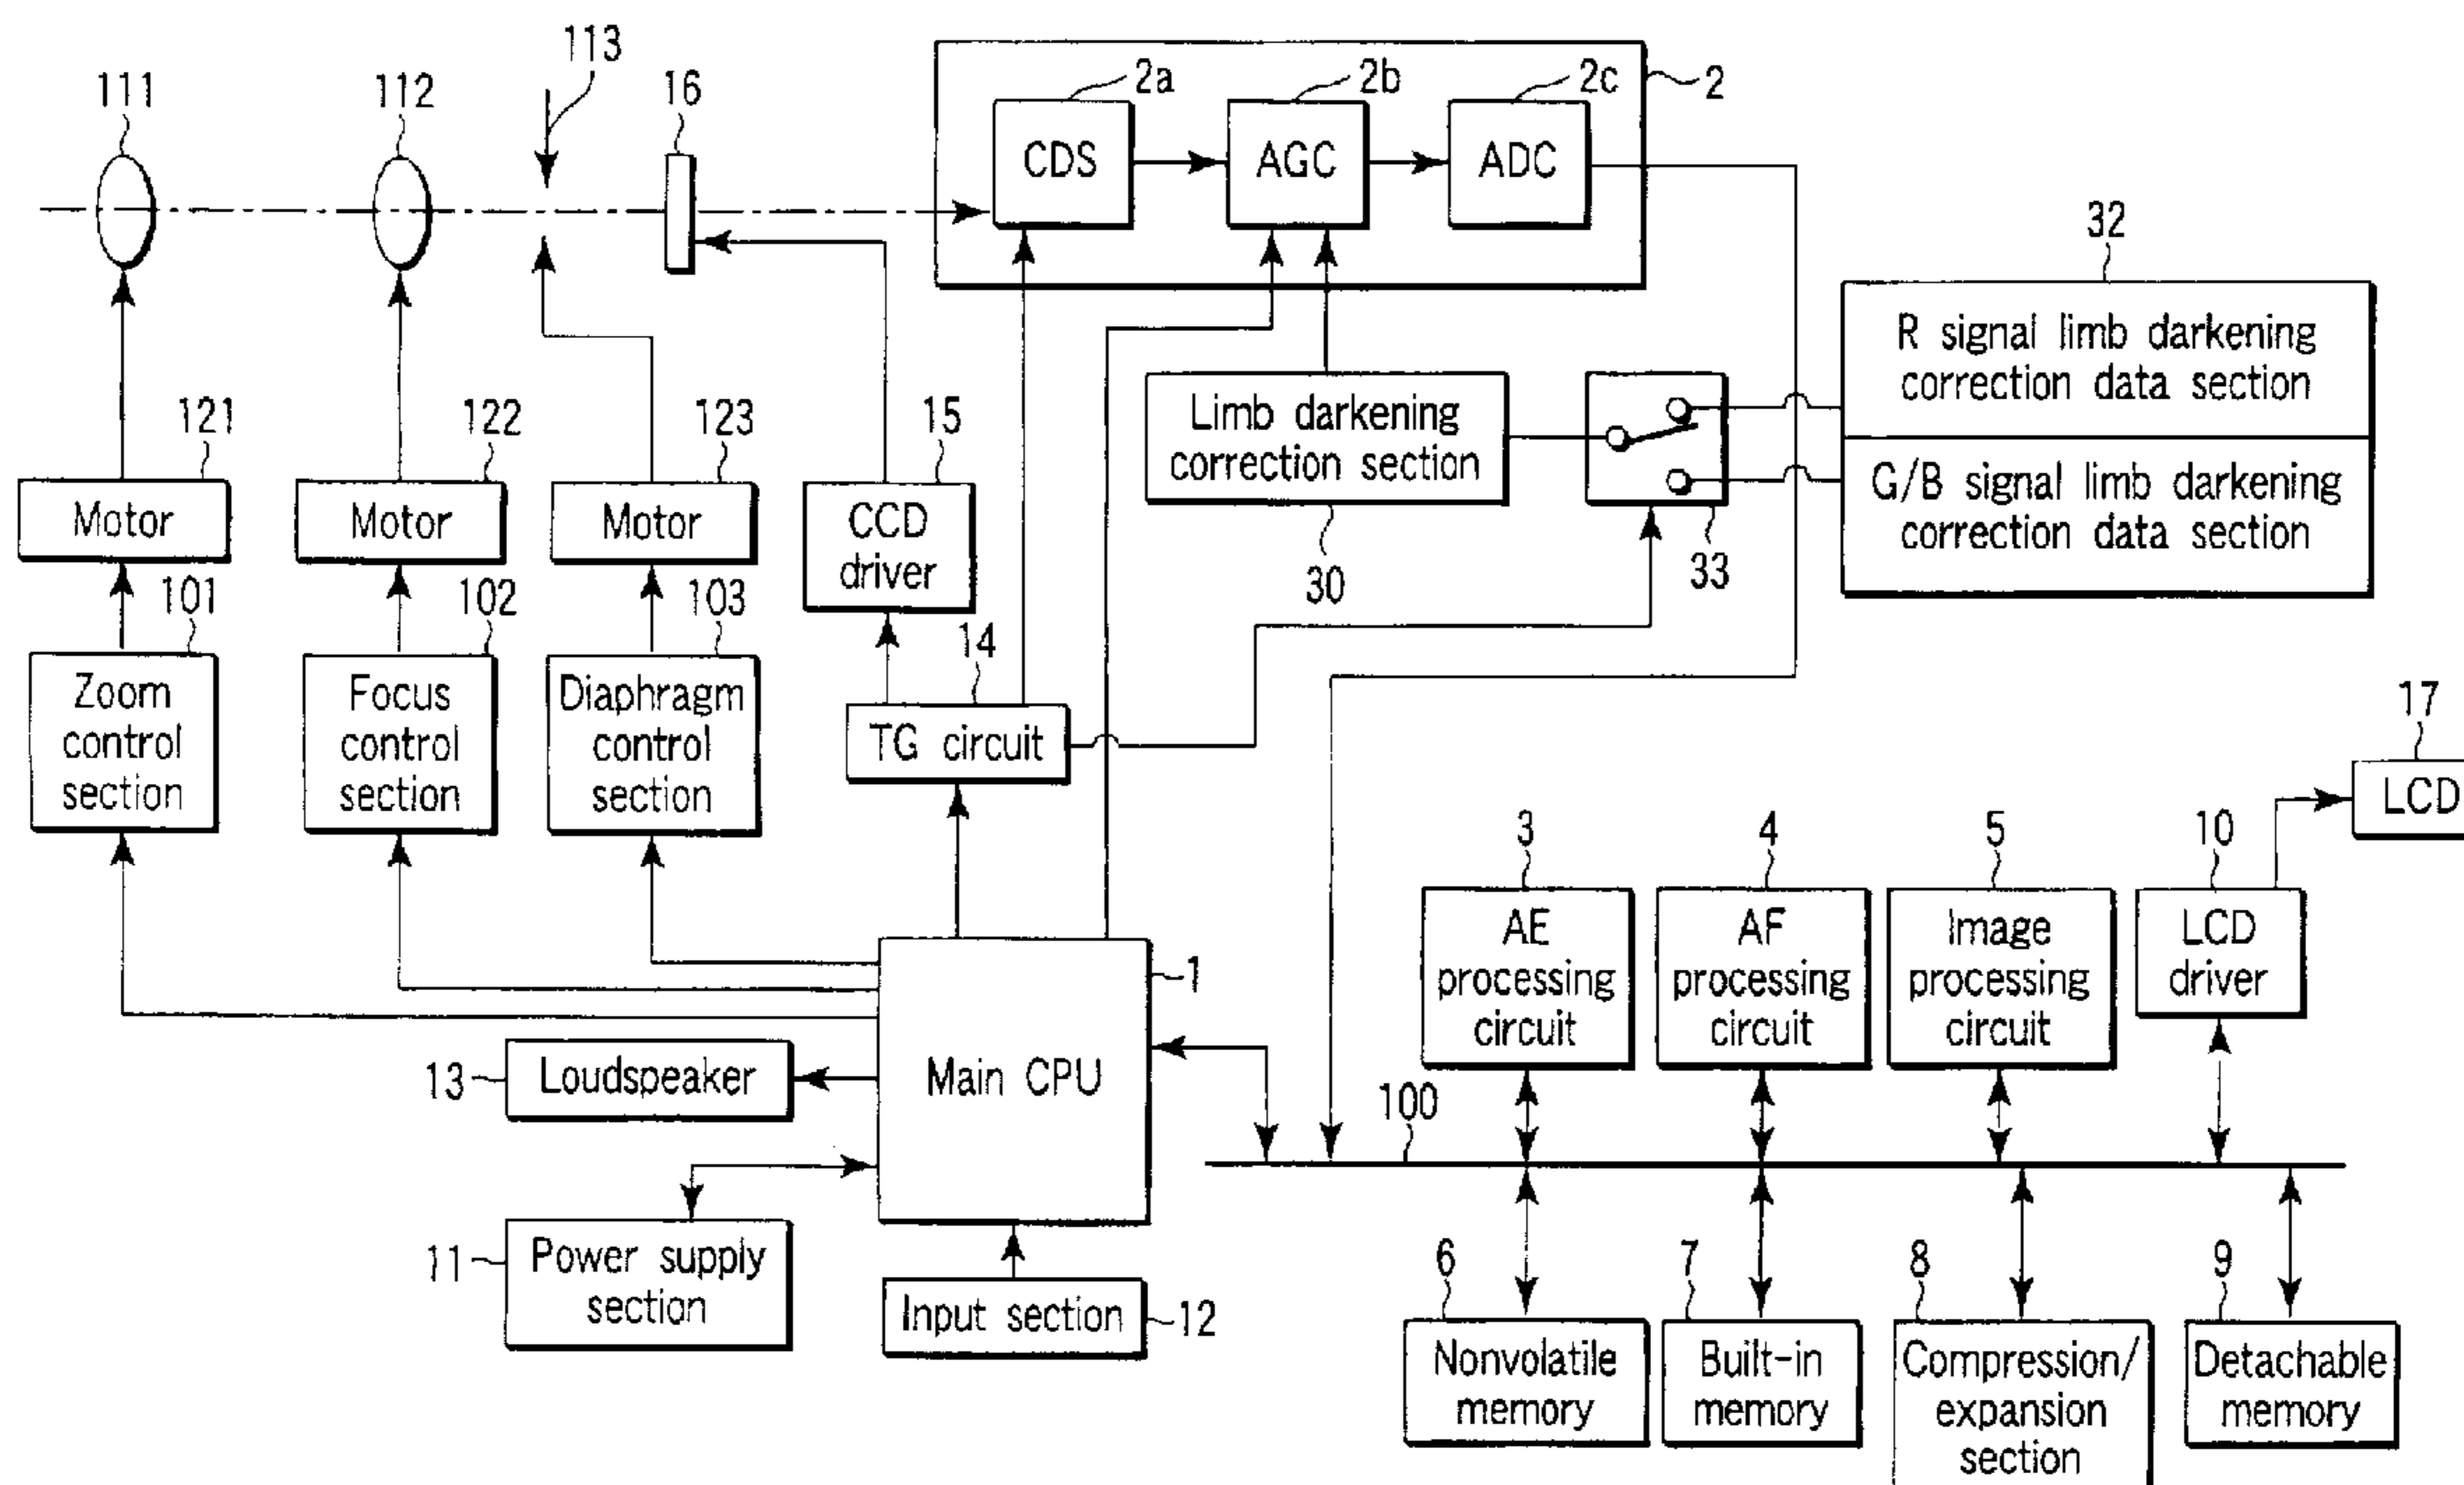 113
111
112
16
2a
2b
2c
2
CDS
AGC
ADC
32
R signal limb darkening
correction data section
G/B signal limb darkening
correction data section
Limb darkening
correction section
30
33
121
122
123
15
Motor
Motor
Motor
CCD
driver
101
102
103
14
Zoom
control
section
Focus
control
section
Diaphragm
control
section
TG circuit
17
LCD
3
4
5
10
AE
processing
circuit
AF
processing
circuit
Image
processing
circuit
LCD
driver
1
Main CPU
13
Loudspeaker
100
11
Power supply
section
Input section
12
6
7
8
9
Nonvolatile
memory
Built-in
memory
Compression/
expansion
section
Detachable
memory